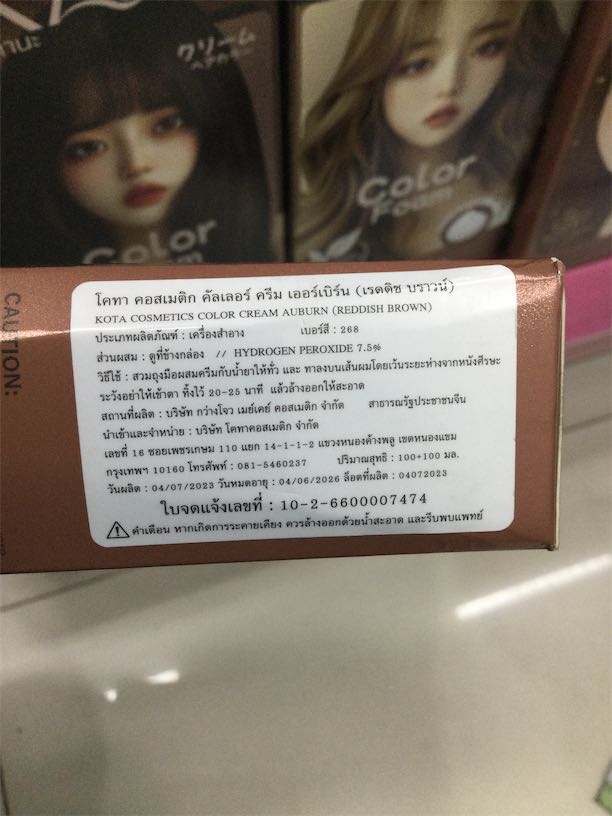 クリーム
ヘアカラー
Color
Color
Foam
CAUTION:
โคทา คอสเมติก คัลเลอร์ ครีม เออร์เบิร์น (เรดดิช บราวน์)
KOTA COSMETICS COLOR CREAM AUBURN (REDDISH BROWN)
ประเภทผลิตภัณฑ์ : เครื่องสำอาง เบอร์สี : 268
ส่วนผสม : ดูที่ข้างกล่อง // HYDROGEN PEROXIDE 7.5%
วิธีใช้ : สวมถุงมือผสมครีมกับน้ำยาให้ทั่ว และ ทาลงบนเส้นผมโดยเว้นระยะห่างจากหนังศีรษะ
ระวังอย่าให้เข้าตา ทิ้งไว้ 20-25 นาที แล้วล้างออกให้สะอาด
สถานที่ผลิต : บริษัท กว่างโจว เมย์เคย์ คอสเมติก จำกัด สาธารณรัฐประชาชนจีน
นำเข้าและจำหน่าย : บริษัท โคทาคอสเมติก จำกัด
เลขที่ 16 ซอยเพชรเกษม 110 แยก 14-1-1-2 แขวงหนองค้างพลู เขตหนองแขม
กรุงเทพฯ 10160 โทรศัพท์ : 081-5460237 ปริมาณสุทธิ : 100+100 มล.
วันผลิต : 04/07/2023 วันหมดอายุ : 04/06/2026 ล็อตที่ผลิต : 04072023
ใบจดแจ้งเลขที่ : 10-2-6600007474
คำเตือน หากเกิดการระคายเคือง ควรล้างออกด้วยน้ำสะอาด และรีบพบแพทย์